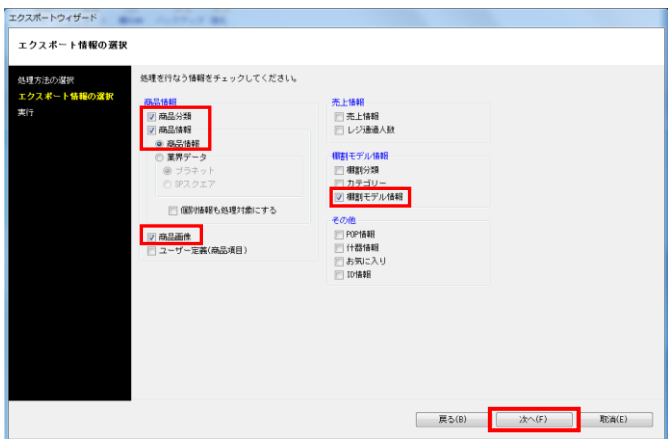 エクスポートウィザード
エクスポート情報の選択
処理方法の選択
エクスポート情報の選択
実行
処理を行なう情報をチェックしてください。
商品情報
商品分類
商品情報
商品情報
業界データ
プラネット
JPスクエア
個別情報も処理対象にする
商品画像
ユーザー定義(商品項目)
売上情報
売上情報
レジ通過人数
棚割モデル情報
棚割分類
カテゴリー
棚割モデル情報
その他
POP情報
什器情報
お気に入り
ID情報
戻る(B)
次へ(F)
取消(E)